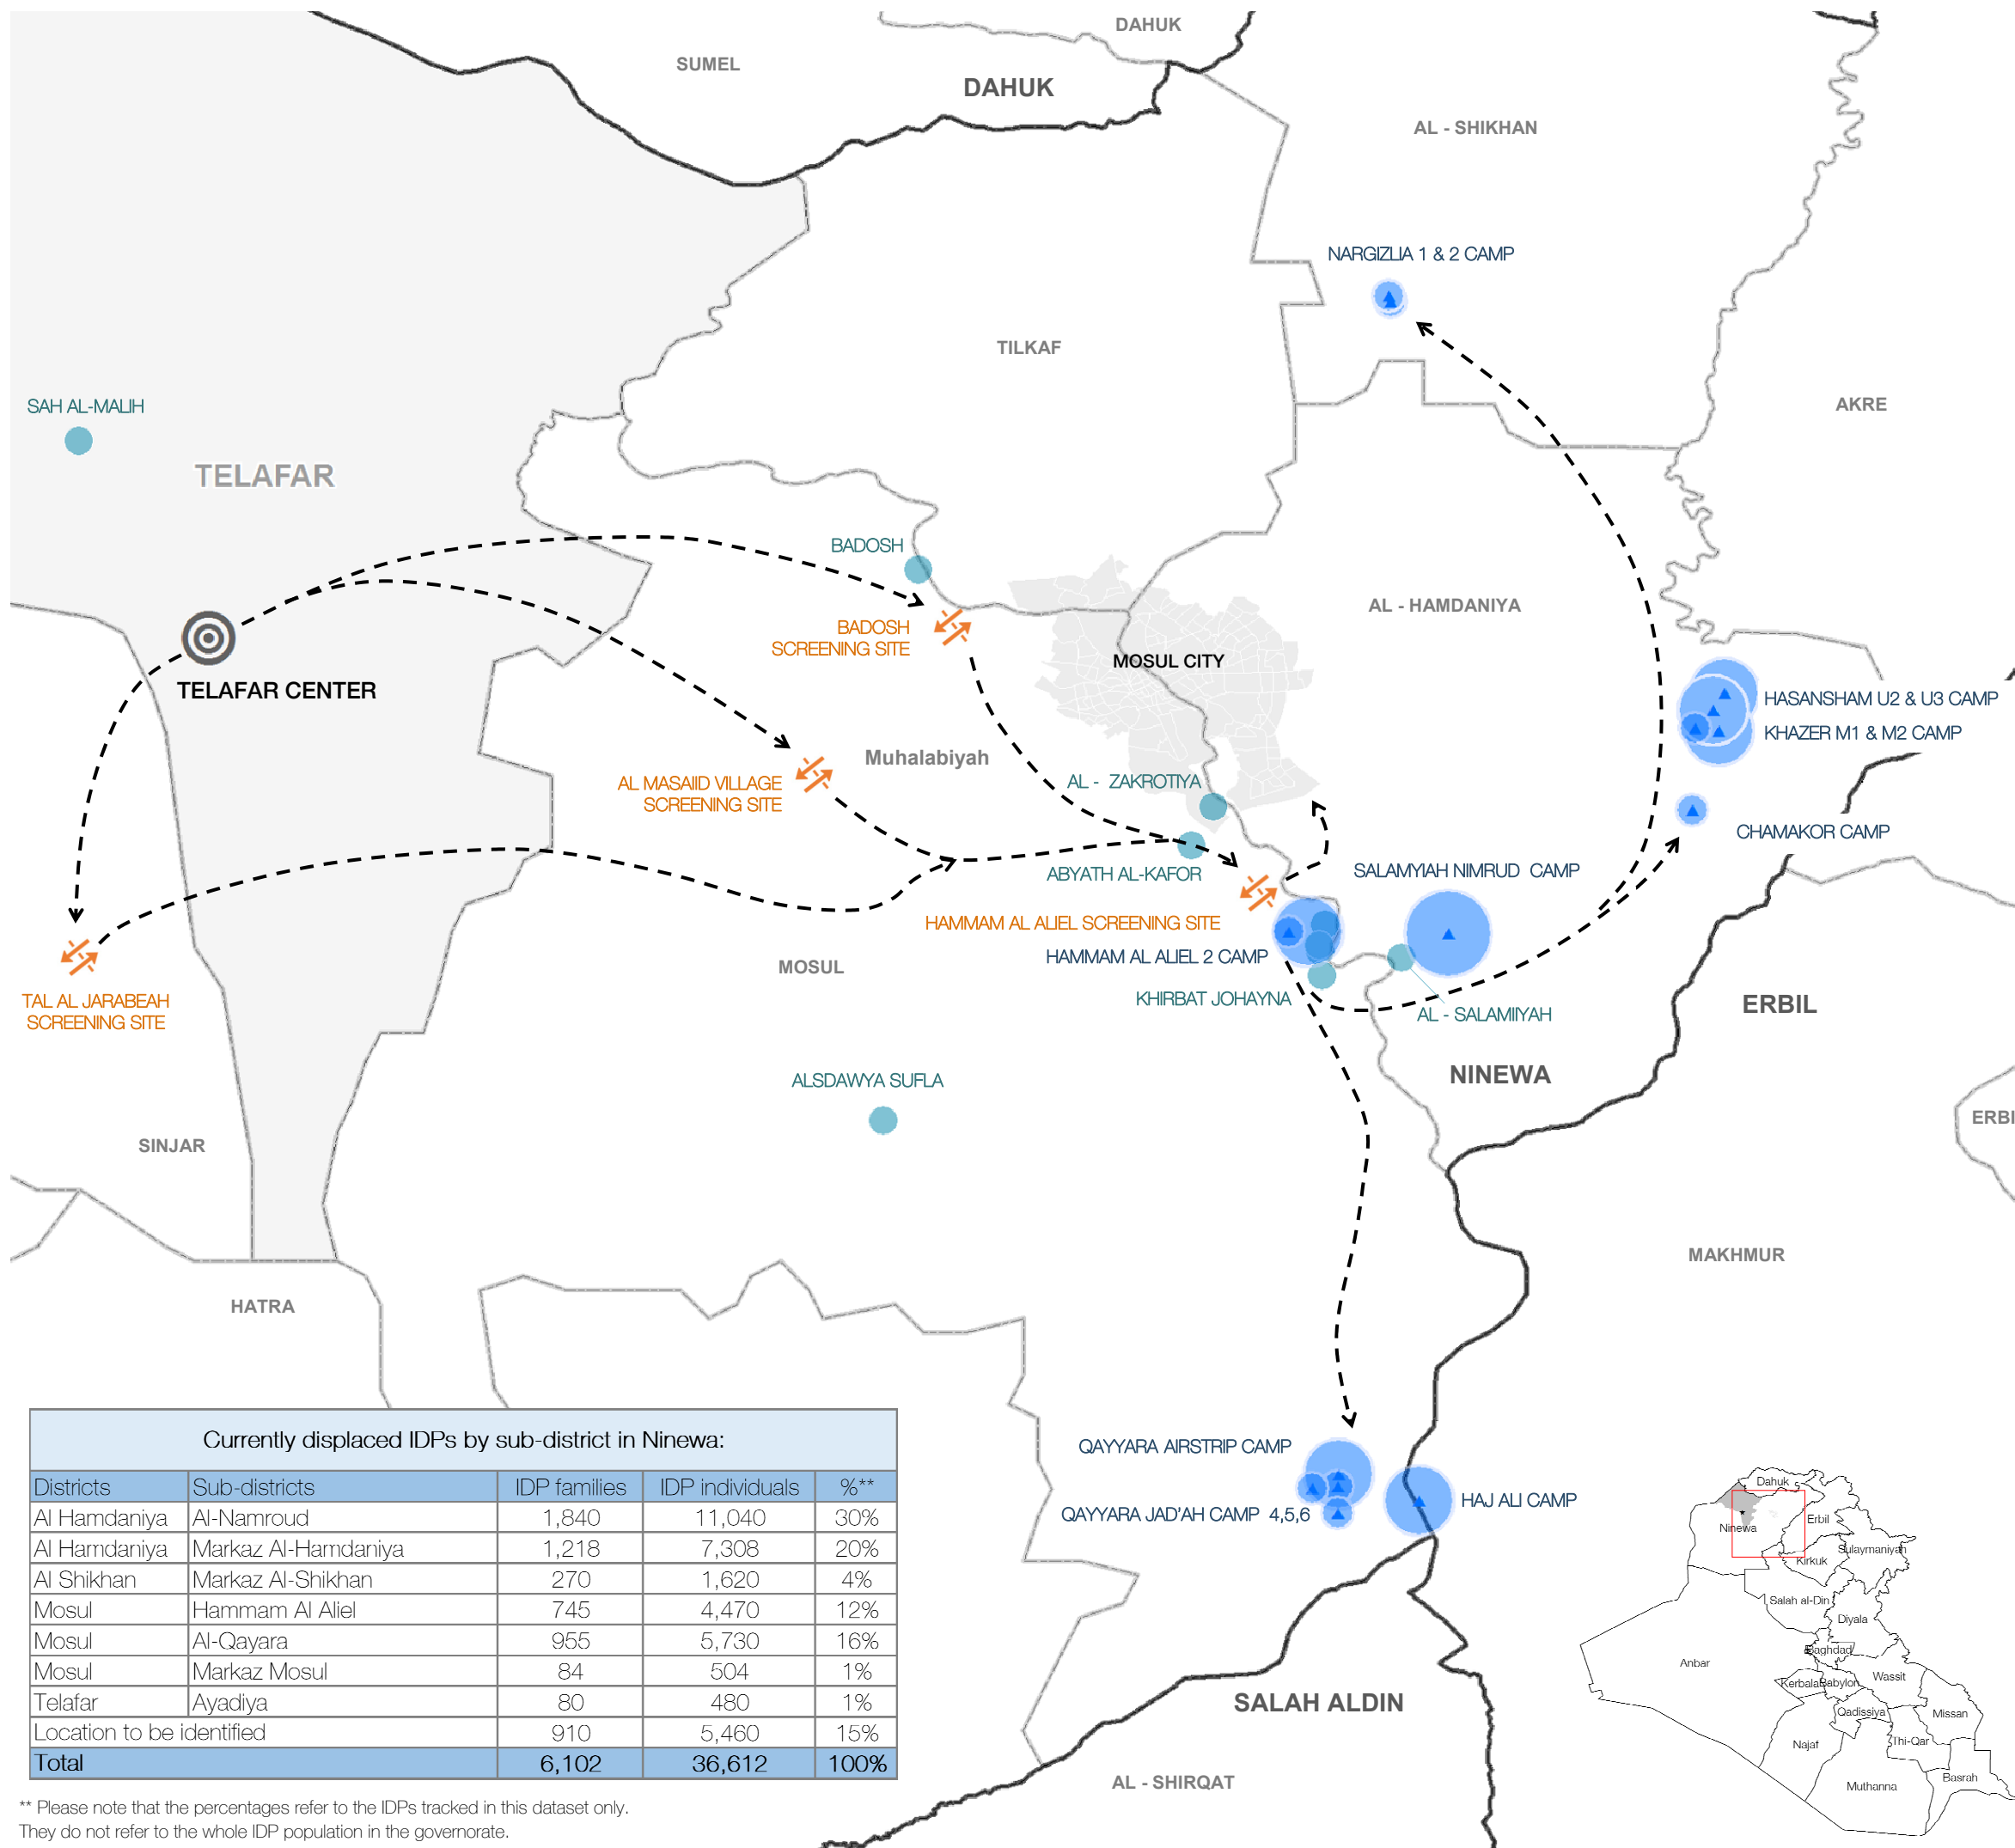 DAHUK
SUMEL
DAHUK
AL - SHIKHAN
NARGIZLIA 1 & 2 CAMP
TILKAF
SAH AL-MALIH
AKRE
TELAFAR
BADOSH
AL - HAMDANIYA
BADOSH
SCREENING SITE
MOSUL CITY
TELAFAR CENTER
HASANSHAM U2 & U3 CAMP
KHAZER M1 & M2 CAMP
Muhalabiyah
AL MASAIID VILLAGE
SCREENING SITE
AL - ZAKROTIYA
CHAMAKOR CAMP
ABYATH AL-KAFOR
SALAMYIAH NIMRUD CAMP
HAMMAM AL ALIEL SCREENING SITE
HAMMAM AL ALIEL 2 CAMP
MOSUL
TAL AL JARABEAH
SCREENING SITE
KHIRBAT JOHAYNA
AL - SALAMIIYAH
ERBIL
NINEWA
ALSDAWYA SUFLA
ERBI
SINJAR
MAKHMUR
HATRA
Currently displaced IDPs by sub-district in Ninewa:
Districts Sub-districts IDP families IDP individuals %**
Al Hamdaniya Al-Namroud 1,840 11,040 30%
Al Hamdaniya Markaz Al-Hamdaniya 1,218 7,308 20%
Al Shikhan Markaz Al-Shikhan 270 1,620 4%
Mosul Hammam Al Aliel 745 4,470 12%
Mosul Al-Qayara 955 5,730 16%
Mosul Markaz Mosul 84 504 1%
Telafar Ayadiya 80 480 1%
Location to be identified 910 5,460 15%
Total 6,102 36,612 100%
** Please note that the percentages refer to the IDPs tracked in this dataset only.
They do not refer to the whole IDP population in the governorate.
QAYYARA AIRSTRIP CAMP
QAYYARA JAD'AH CAMP 4,5,6
HAJ ALI CAMP
SALAH ALDIN
AL - SHIRQAT
Dahuk
Ninewa
Erbil
Sulaymaniyah
Kirkuk
Salah al-Din
Diyala
Baghdad
Anbar
Wassit
Kerbala
Babylon
Qadissiya
Missan
Najaf
Thi-Qar
Basrah
Muthanna